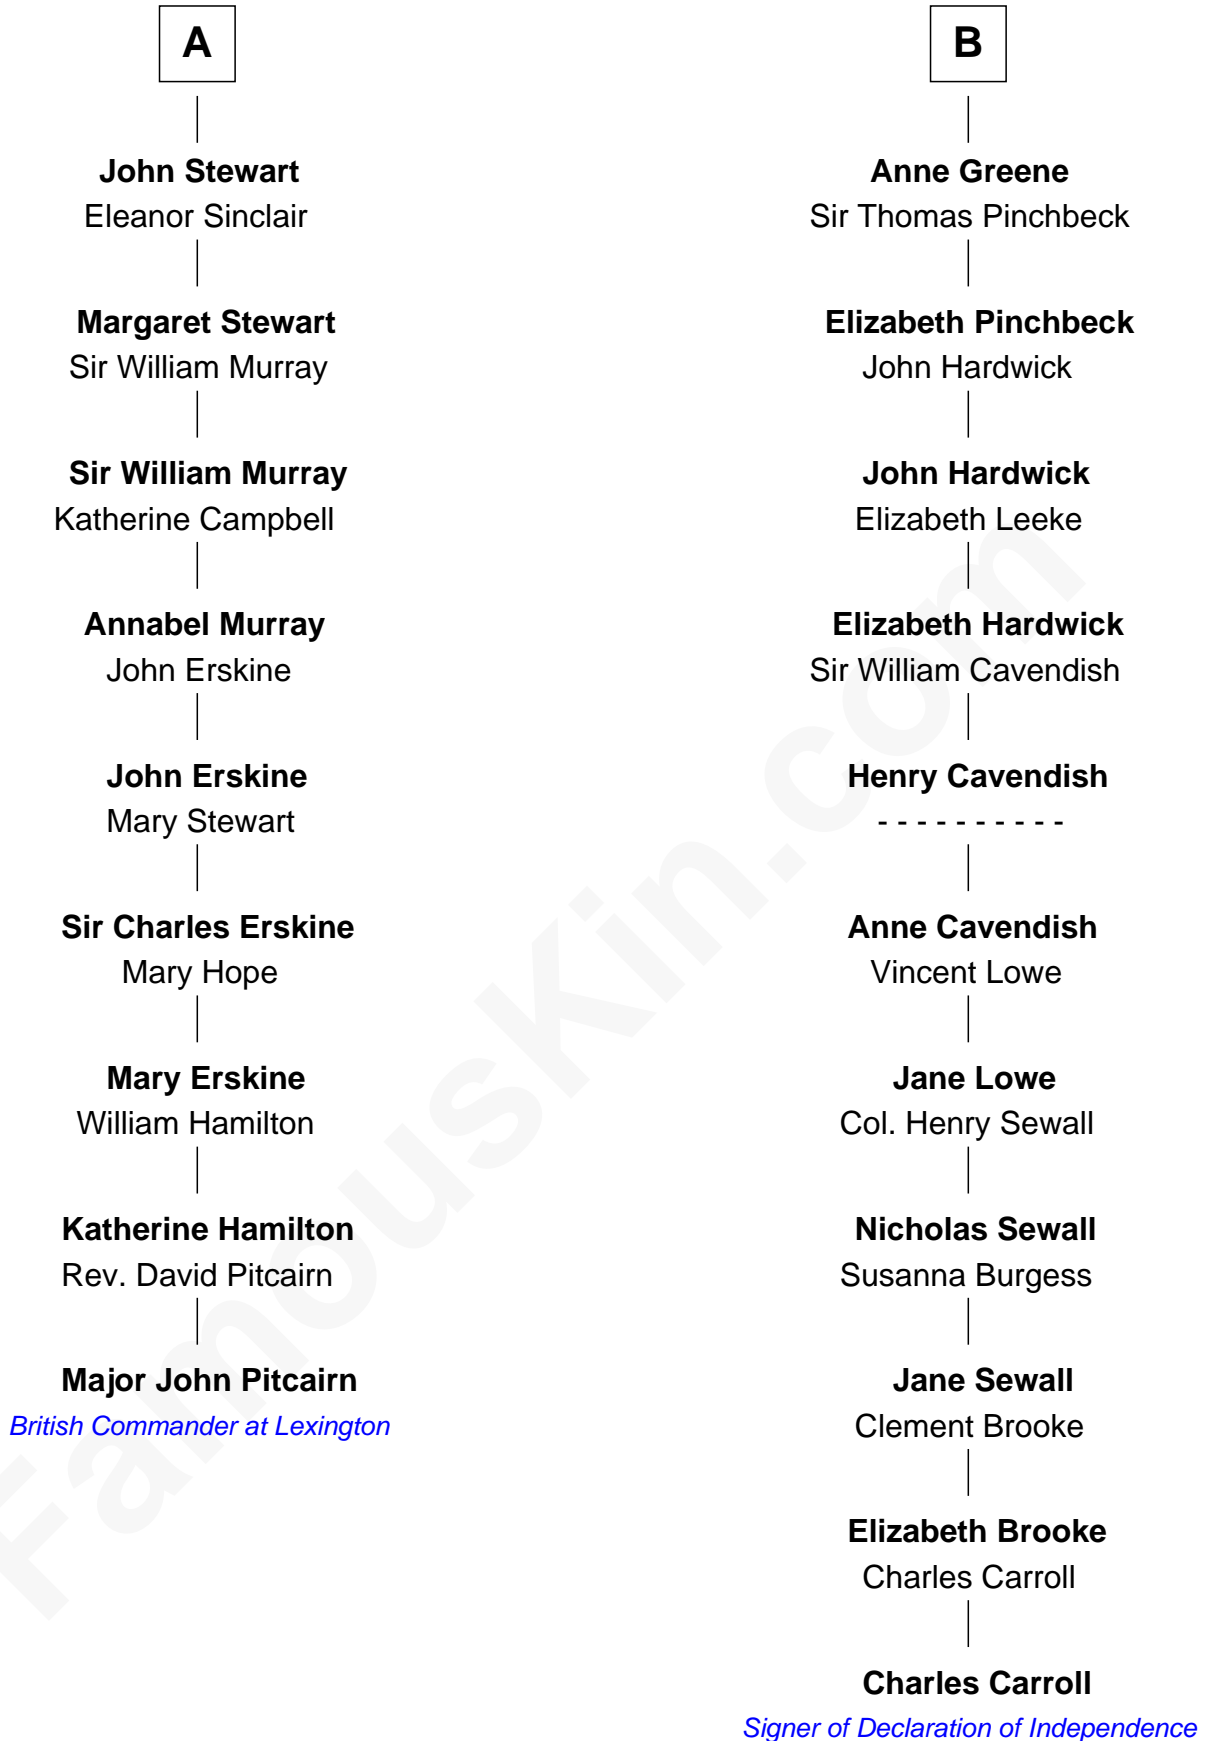 A
John Stewart
Eleanor Sinclair
Margaret Stewart
Sir William Murray
Sir William Murray
Katherine Campbell
Annabel Murray
John Erskine
John Erskine
Mary Stewart
Sir Charles Erskine
Mary Hope
Mary Erskine
William Hamilton
Katherine Hamilton
Rev. David Pitcairn
Major John Pitcairn
British Commander at Lexington
B
Anne Greene
Sir Thomas Pinchbeck
Elizabeth Pinchbeck
John Hardwick
John Hardwick
Elizabeth Leeke
Elizabeth Hardwick
Sir William Cavendish
Henry Cavendish
- - - - - - - - - -
Anne Cavendish
Vincent Lowe
Jane Lowe
Col. Henry Sewall
Nicholas Sewall
Susanna Burgess
Jane Sewall
Clement Brooke
Elizabeth Brooke
Charles Carroll
Charles Carroll
Signer of Declaration of Independence
FamousKin.com